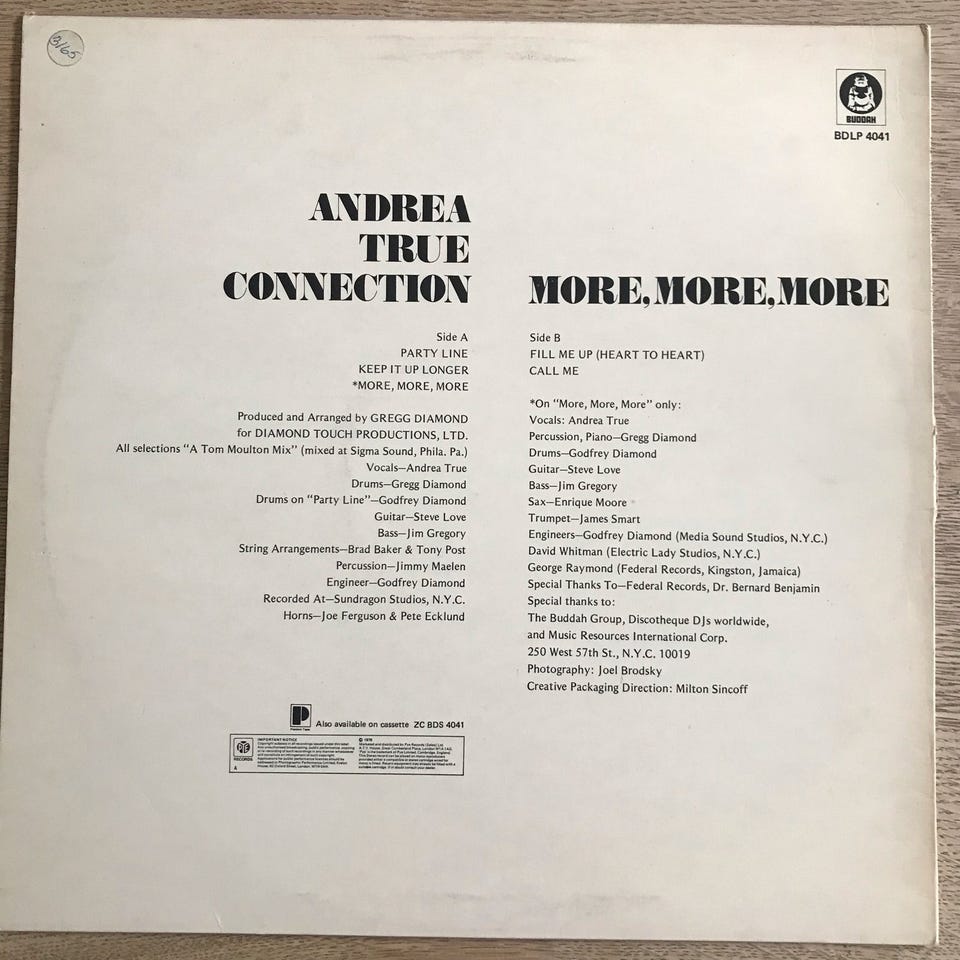 3/65
BUDDAH
BDLP 4041
ANDREA
TRUE
CONNECTION
Side A
PARTY LINE
KEEP IT UP LONGER
*MORE, MORE, MORE
Produced and Arranged by GREGG DIAMOND
for DIAMOND TOUCH PRODUCTIONS, LTD.
All selections “A Tom Moulton Mix” (mixed at Sigma Sound, Phila. Pa.)
Vocals—Andrea True
Drums—Gregg Diamond
Drums on “Party Line”—Godfrey Diamond
Guitar—Steve Love
Bass—Jim Gregory
String Arrangements—Brad Baker & Tony Post
Percussion—Jimmy Maelen
Engineer—Godfrey Diamond
Recorded At—Sundragon Studios, N.Y.C.
Horns—Joe Ferguson & Pete Ecklund
MORE, MORE, MORE
Side B
FILL ME UP (HEART TO HEART)
CALL ME
*On “More, More, More” only:
Vocals: Andrea True
Percussion, Piano—Gregg Diamond
Drums—Godfrey Diamond
Guitar—Steve Love
Bass—Jim Gregory
Sax—Enrique Moore
Trumpet—James Smart
Engineers—Godfrey Diamond (Media Sound Studios, N.Y.C.)
David Whitman (Electric Lady Studios, N.Y.C.)
George Raymond (Federal Records, Kingston, Jamaica)
Special Thanks To—Federal Records, Dr. Bernard Benjamin
Special thanks to:
The Buddah Group, Discotheque DJs worldwide,
and Music Resources International Corp.
250 West 57th St., N.Y.C. 10019
Photography: Joel Brodsky
Creative Packaging Direction: Milton Sincoff
Also available on cassette ZC BDS 4041
PYE
RECORDS
A
IMPORTANT NOTICE